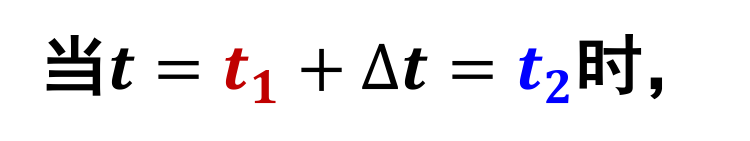 当t = t₁ + Δt = t₂时，